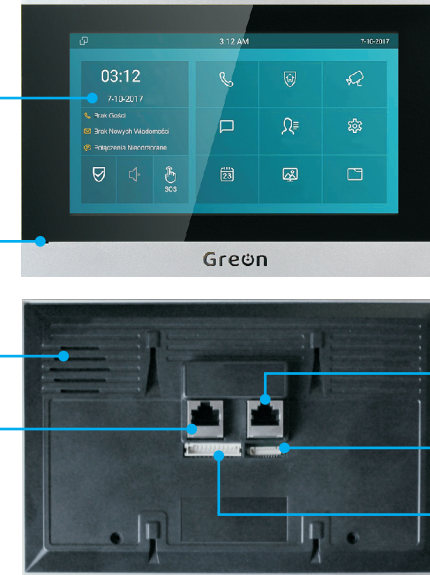 3:12 AM
7-10-2017
03:12
7-10-2017
Brak Gości
Brak Nowych Wiadomości
Połączenia Nieodebrane
SOS
23
Greon